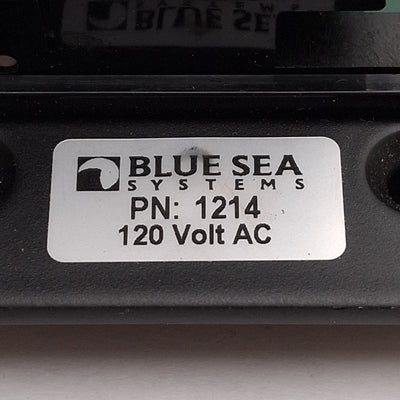 BLUE SEA
SYSTEMS
PN: 1214
120 Volt AC